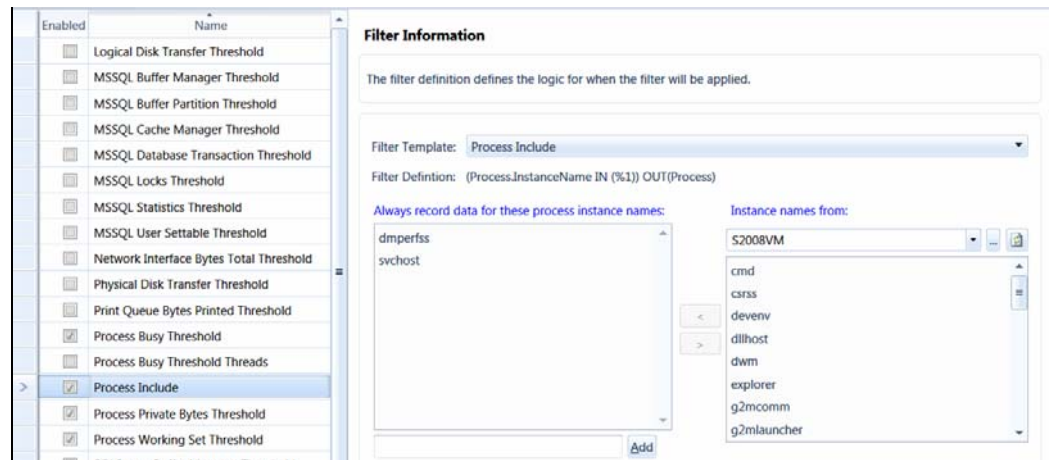 Enabled Name
Logical Disk Transfer Threshold
MSSQL Buffer Manager Threshold
MSSQL Buffer Partition Threshold
MSSQL Cache Manager Threshold
MSSQL Database Transaction Threshold
MSSQL Locks Threshold
MSSQL Statistics Threshold
MSSQL User Settable Threshold
Network Interface Bytes Total Threshold
Physical Disk Transfer Threshold
Print Queue Bytes Printed Threshold
Process Busy Threshold
Process Busy Threshold Threads
Process Include
Process Private Bytes Threshold
Process Working Set Threshold
Filter Information
The filter definition defines the logic for when the filter will be applied.
Filter Template: Process Include
Filter Defintion: (Process.InstanceName IN (%1)) OUT(Process)
Always record data for these process instance names:
dmperfss
svchost
Add
Instance names from:
S2008VM
...
<
>
cmd
csrss
devenv
dllhost
dwm
explorer
g2mcomm
g2mlauncher